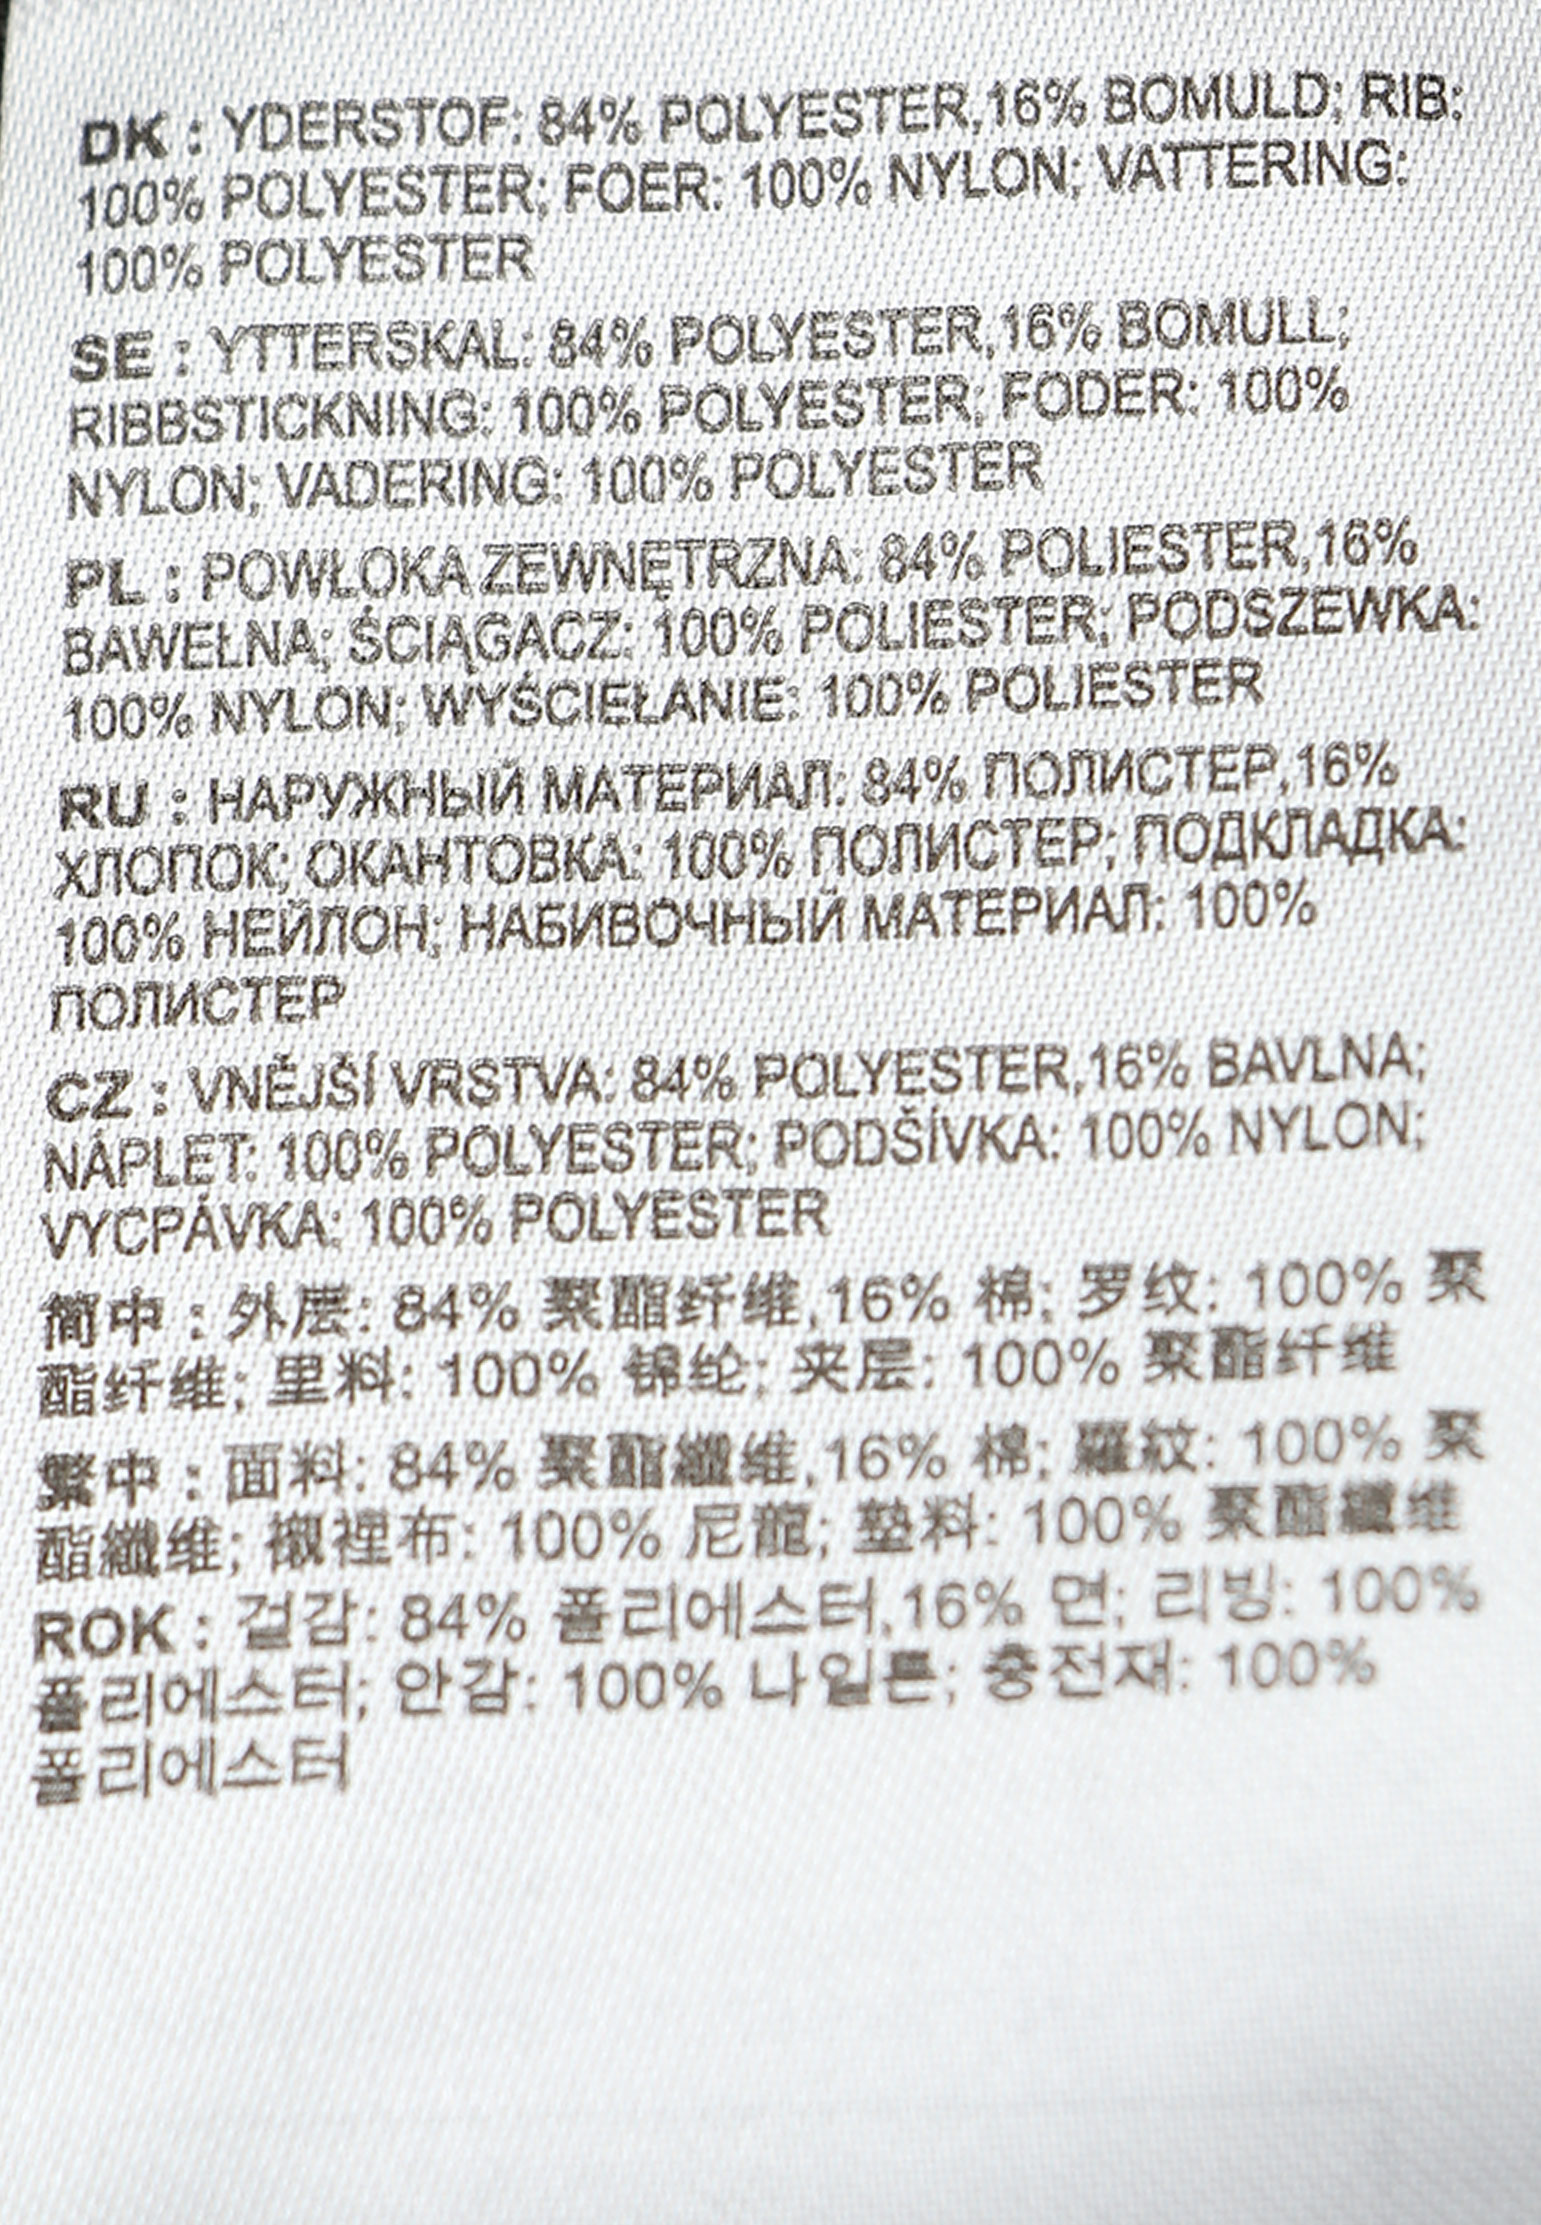 DK : YDERSTOF: 84% POLYESTER,16% BOMULD; RIB:
100% POLYESTER; FOER: 100% NYLON; VATTERING:
100% POLYESTER
SE : YTTERSKAL: 84% POLYESTER,16% BOMULL;
RIBBSTICKNING: 100% POLYESTER; FODER: 100%
NYLON; VADERING: 100% POLYESTER
PL : POWŁOKA ZEWNĘTRZNA: 84% POLIESTER,16%
BAWEŁNA; ŚCIĄGACZ: 100% POLIESTER; PODSZEWKA:
100% NYLON; WYŚCIEŁANIE: 100% POLIESTER
RU : НАРУЖНЫЙ МАТЕРИАЛ: 84% ПОЛИСТЕР,16%
ХЛОПОК; ОКАНТОВКА: 100% ПОЛИСТЕР; ПОДКЛАДКА:
100% НЕЙЛОН; НАБИВОЧНЫЙ МАТЕРИАЛ: 100%
ПОЛИСТЕР
CZ : VNĚJŠÍ VRSTVA: 84% POLYESTER,16% BAVLNA;
NÁPLET: 100% POLYESTER; PODŠÍVKA: 100% NYLON;
VYCPÁVKA: 100% POLYESTER
简中 : 外层: 84% 聚酯纤维,16% 棉; 罗纹: 100% 聚
酯纤维; 里料: 100% 锦纶; 夹层: 100% 聚酯纤维
繁中 : 面料: 84% 聚酯纖维,16% 棉; 羅紋: 100% 聚
酯纖维; 裡布: 100% 尼龍; 墊料: 100% 聚酯纖维
ROK : 겉감: 84% 폴리에스터,16% 면; 리빙: 100%
폴리에스터; 안감: 100% 나일론; 충전재: 100%
폴리에스터